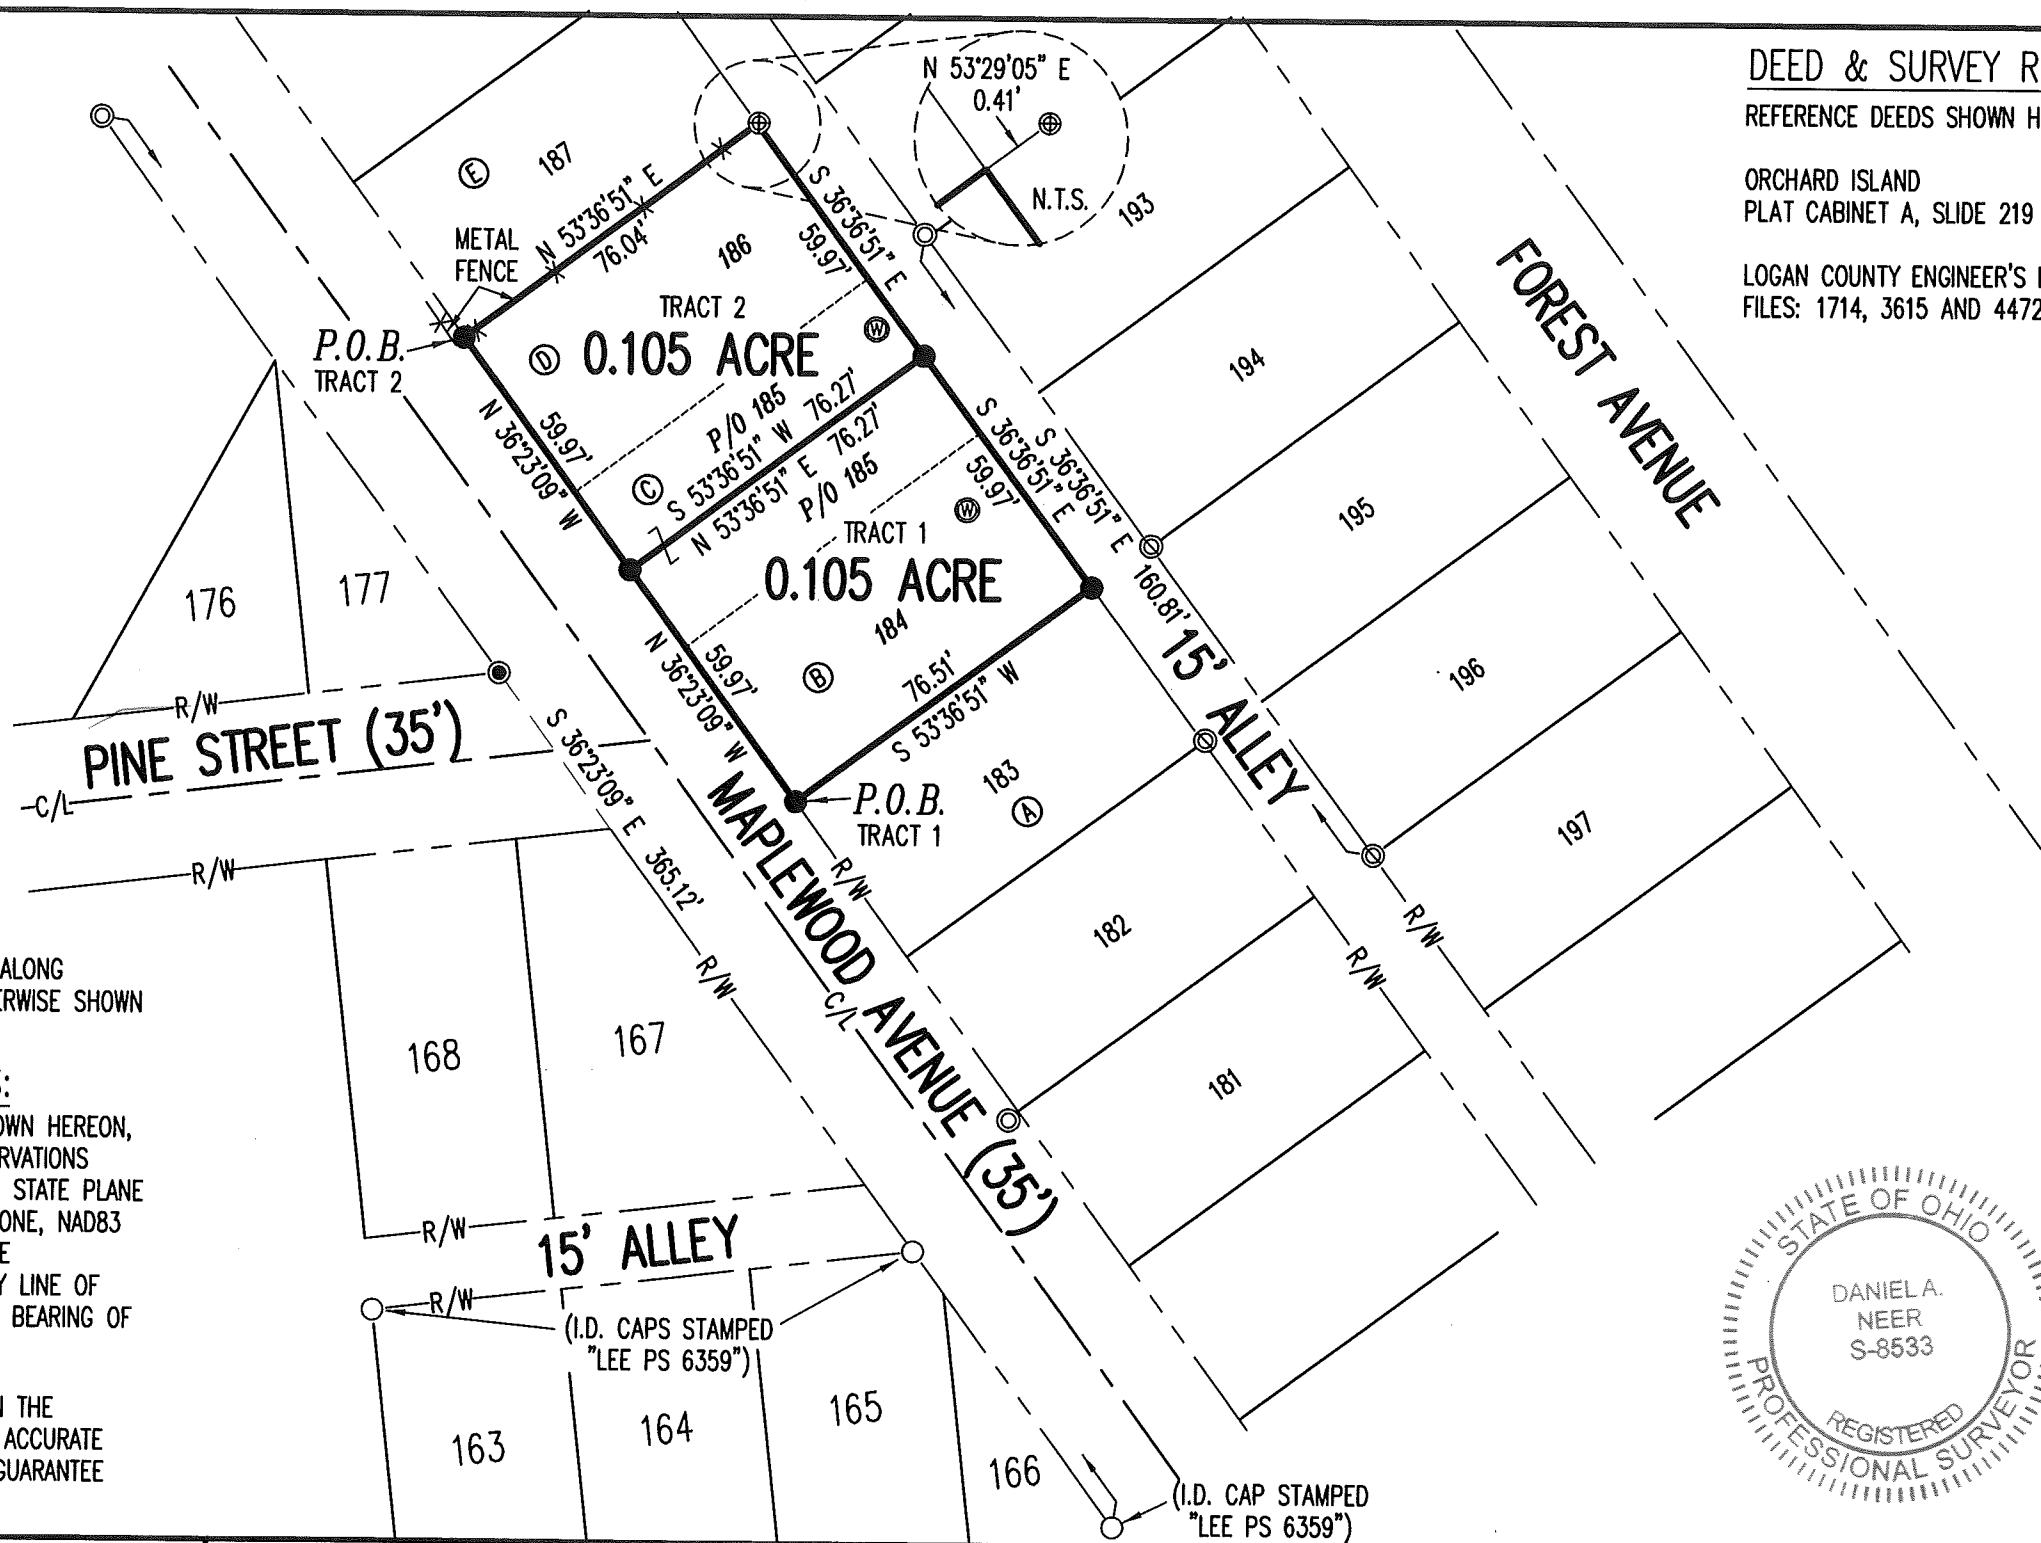 DEED & SURVEY R
REFERENCE DEEDS SHOWN H
ORCHARD ISLAND
PLAT CABINET A, SLIDE 219
LOGAN COUNTY ENGINEER'S
FILES: 1714, 3615 AND 4472
N 53°29'05" E
0.41'
N.T.S.
E
187
METAL
FENCE
N 53°36'51" E
76.04'
S 36°36'51" E
59.97'
186
TRACT 2
0.105 ACRE
W
D
P.O.B.
TRACT 2
59.97'
N 36°23'09" W
P/O 185
C
S 53°36'51" W 76.27'
N 53°36'51" E 76.27'
P/O 185
TRACT 1
0.105 ACRE
W
S 36°36'51" E
59.97'
S 36°36'51" E 160.81'
184
B
59.97'
N 36°23'09" W
76.51'
S 53°36'51" W
P.O.B.
TRACT 1
183
A
182
181
193
194
195
196
197
FOREST AVENUE
15' ALLEY
R/W
R/W
R/W
MAPLEWOOD AVENUE (35')
C/L
R/W
S 36°23'09" E 365.12'
176
177
R/W
PINE STREET (35')
C/L
R/W
168
167
R/W
15' ALLEY
R/W
(I.D. CAPS STAMPED
"LEE PS 6359")
163
164
165
166
(I.D. CAP STAMPED
"LEE PS 6359")
ALONG
ERWISE SHOWN
S:
OWN HEREON,
RVATIONS
STATE PLANE
ONE, NAD83
E
Y LINE OF
BEARING OF
N THE
ACCURATE
GUARANTEE
STATE OF OHIO
DANIEL A.
NEER
S-8533
REGISTERED
PROFESSIONAL SURVEYOR